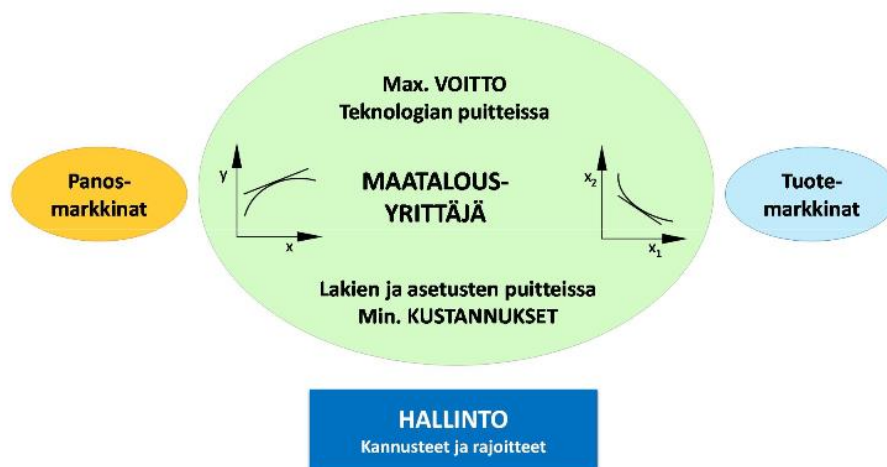 Max. VOITTO
Teknologian puitteissa
Panos-
markkinat
y
x
MAATALOUS-
YRITTÄJÄ
x2
x1
Tuote-
markkinat
Lakien ja asetusten puitteissa
Min. KUSTANNUKSET
HALLINTO
Kannusteet ja rajoitteet